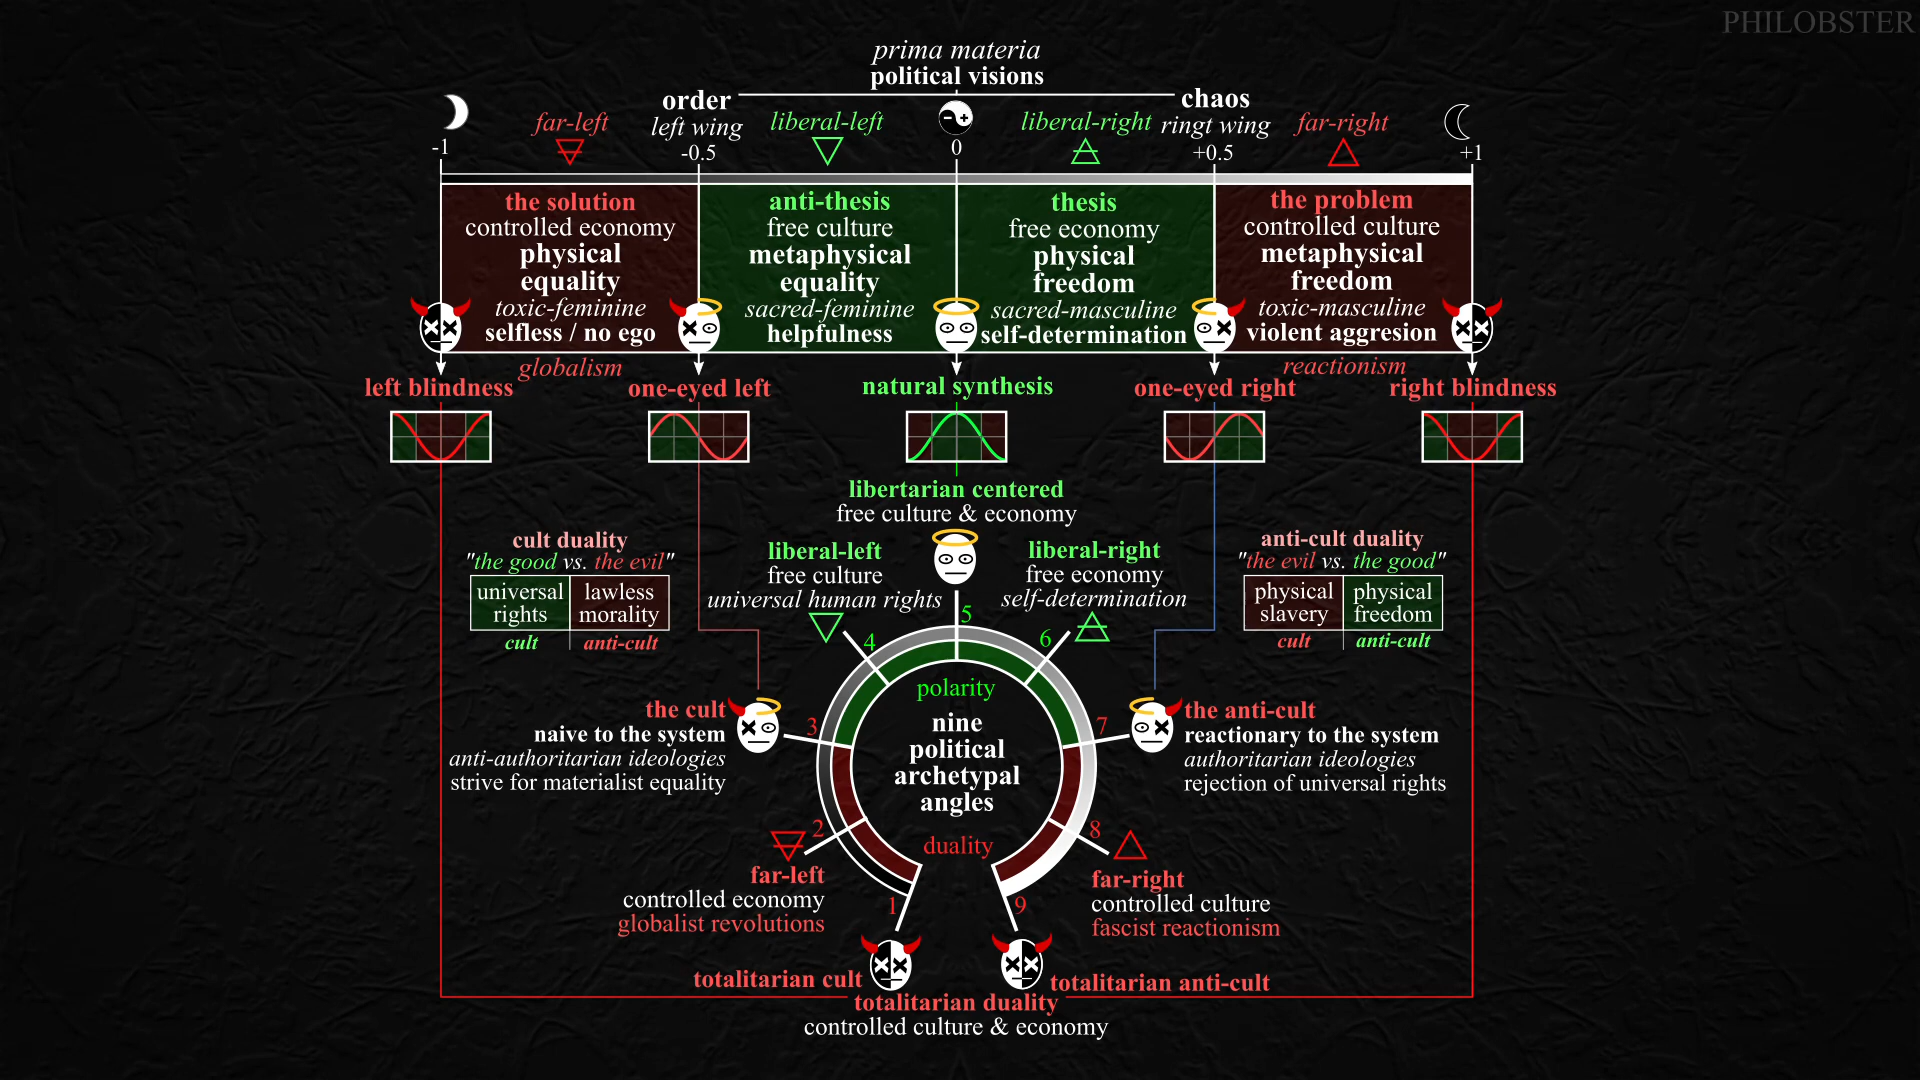 PHILOBSTER
prima materia
political visions
order
left wing
chaos
ringt wing
far-left
liberal-left
liberal-right
far-right
-1
-0.5
0
+0.5
+1
the solution
controlled economy
physical
equality
toxic-feminine
selfless / no ego
anti-thesis
free culture
metaphysical
equality
sacred-feminine
helpfulness
thesis
free economy
physical
freedom
sacred-masculine
self-determination
the problem
controlled culture
metaphysical
freedom
toxic-masculine
violent aggresion
globalism
reactionism
left blindness
one-eyed left
natural synthesis
one-eyed right
right blindness
libertarian centered
free culture & economy
cult duality
"the good vs. the evil"
universal
rights
lawless
morality
cult
anti-cult
liberal-left
free culture
universal human rights
liberal-right
free economy
self-determination
anti-cult duality
"the evil vs. the good"
physical
slavery
physical
freedom
cult
anti-cult
4
5
6
polarity
nine
political
archetypal
angles
duality
the cult
naive to the system
anti-authoritarian ideologies
strive for materialist equality
3
7
the anti-cult
reactionary to the system
authoritarian ideologies
rejection of universal rights
2
far-left
controlled economy
globalist revolutions
8
far-right
controlled culture
fascist reactionism
1
9
totalitarian cult
totalitarian anti-cult
totalitarian duality
controlled culture & economy